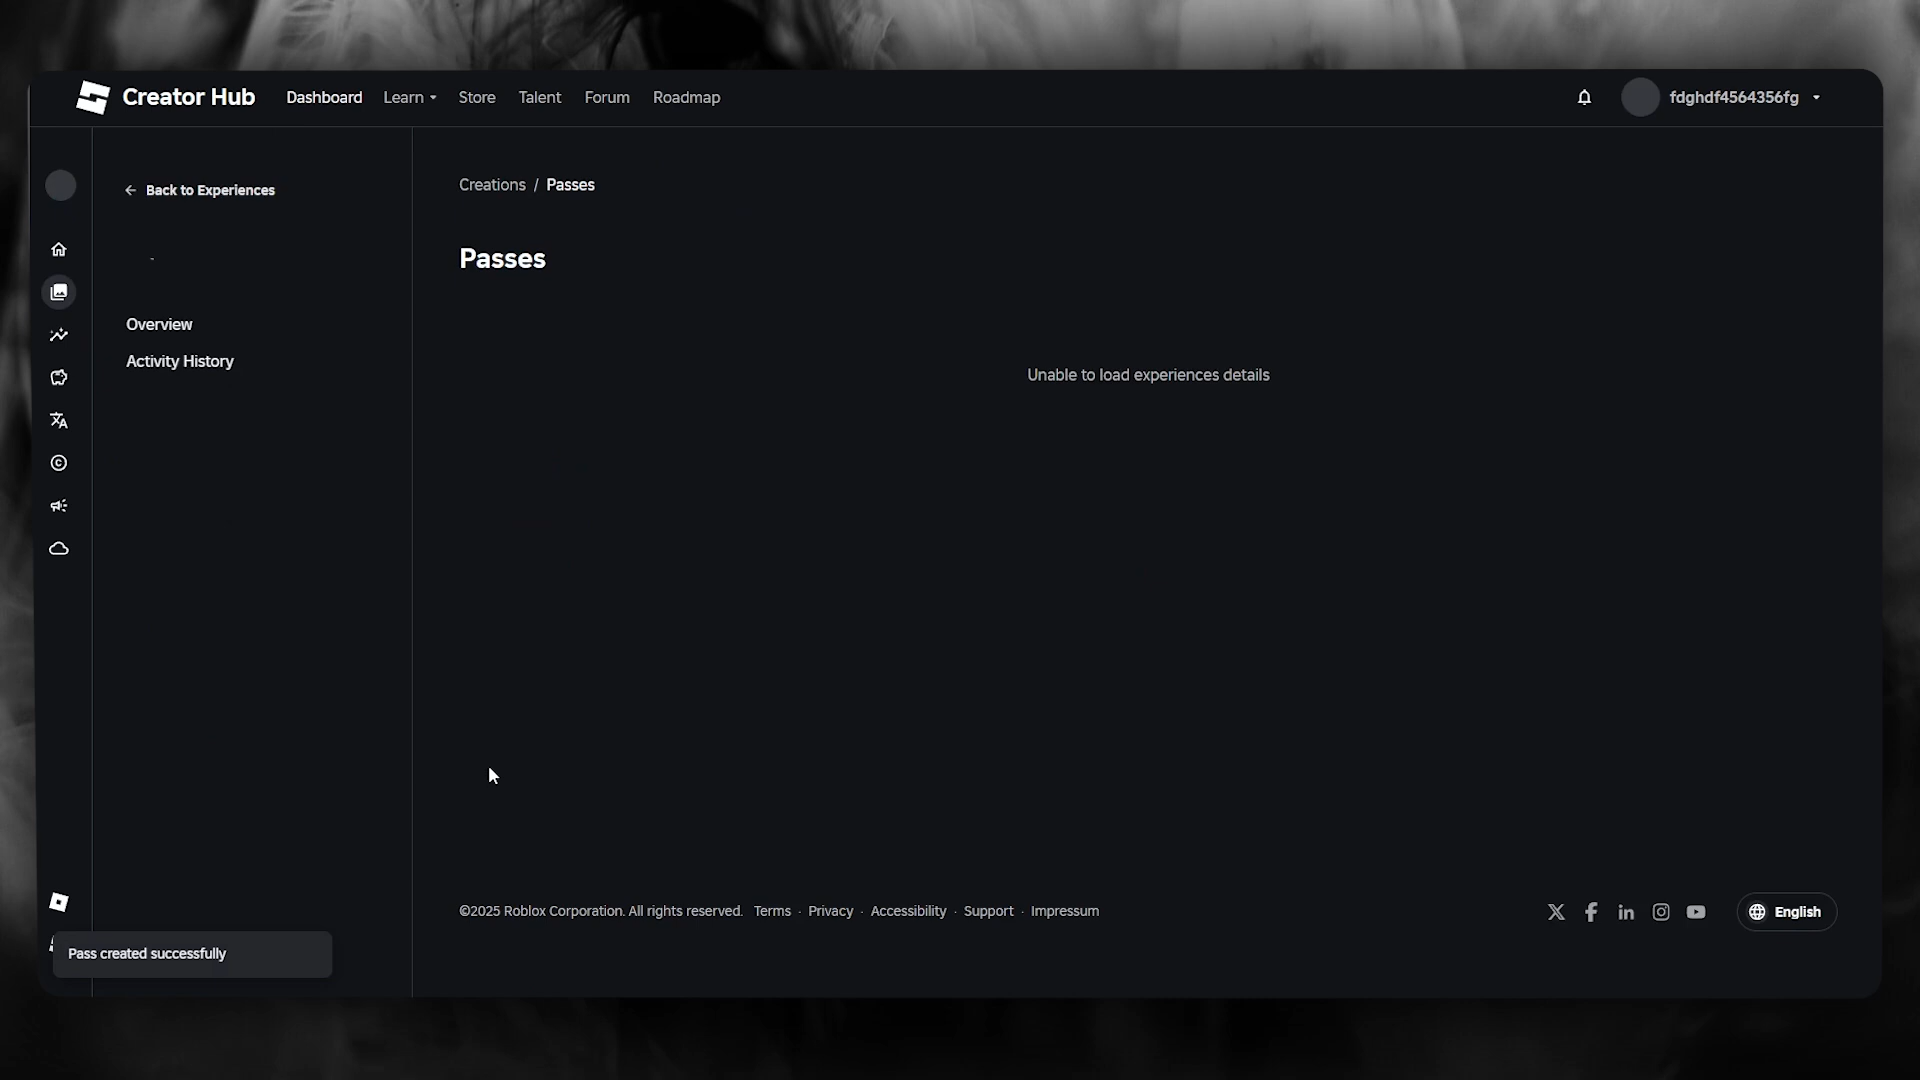 Creator Hub
Dashboard
Learn
Store
Talent
Forum
Roadmap
fdghdf4564356fg
Back to Experiences
-
Overview
Activity History
Creations / Passes
Passes
Unable to load experiences details
©2025 Roblox Corporation. All rights reserved. Terms · Privacy · Accessibility · Support · Impressum
English
Pass created successfully